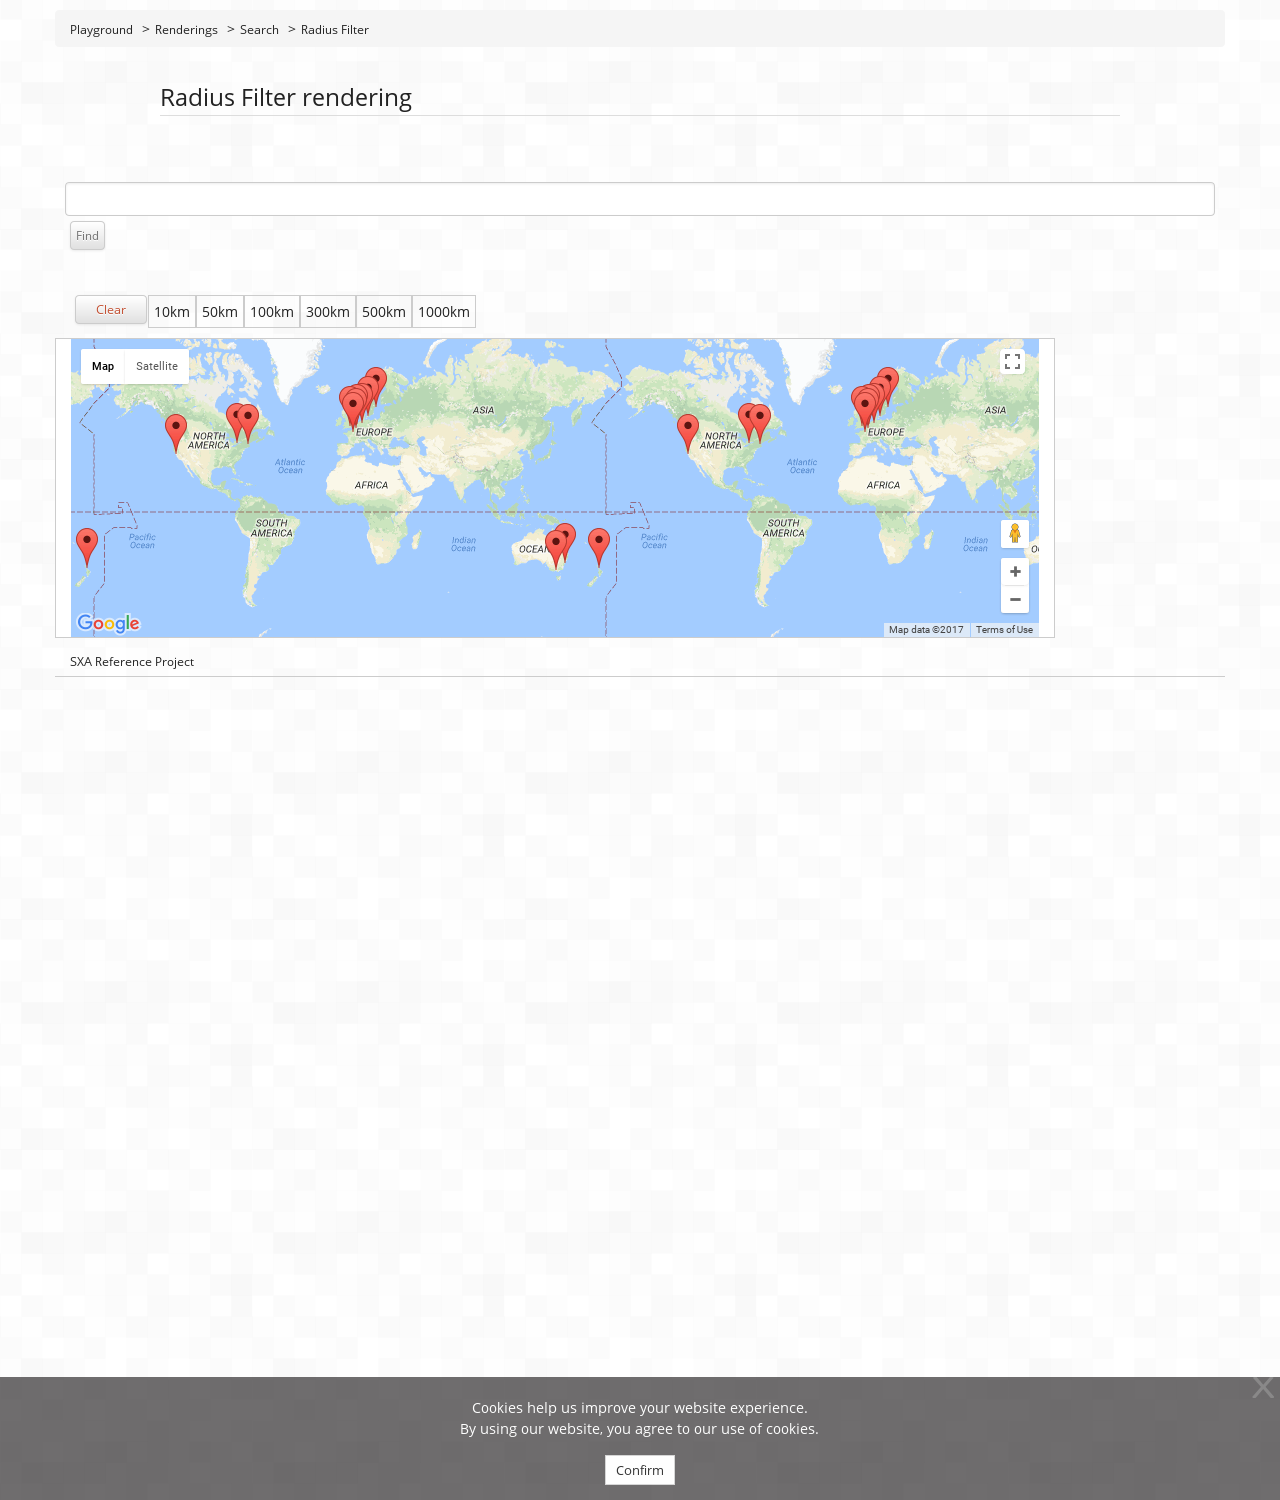 Playground > Renderings > Search > Radius Filter
Radius Filter rendering
Find
Clear 10km 50km 100km 300km 500km 1000km
Map Satellite
ASIA ASIA
NORTH AMERICA EUROPE NORTH AMERICA EUROPE
Atlantic Ocean Atlantic Ocean
AFRICA AFRICA
SOUTH AMERICA SOUTH AMERICA
Pacific Ocean Indian Ocean Pacific Ocean Indian Ocean
Google
Map data ©2017 Terms of Use
SXA Reference Project
Cookies help us improve your website experience.
By using our website, you agree to our use of cookies.
Confirm